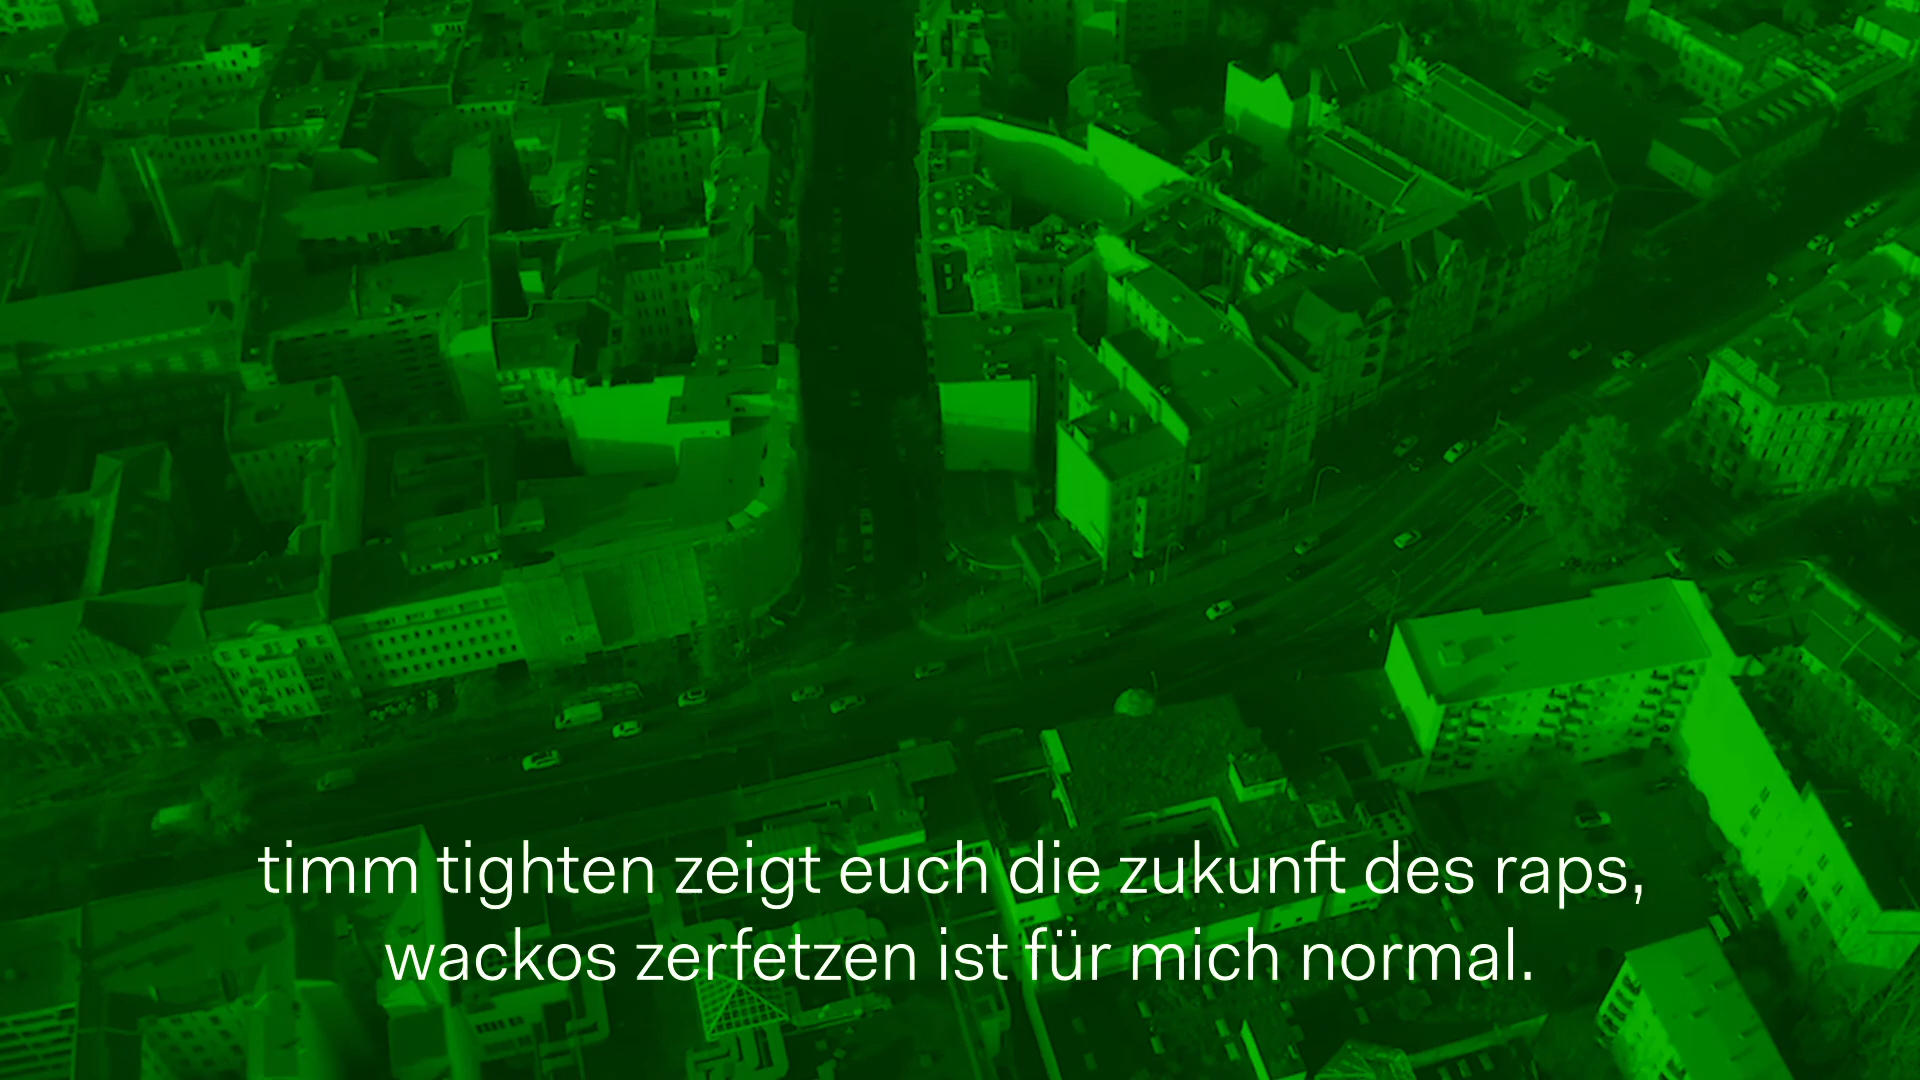 timm tighten zeigt euch die zukunft des raps,
wackos zerfetzen ist für mich normal.